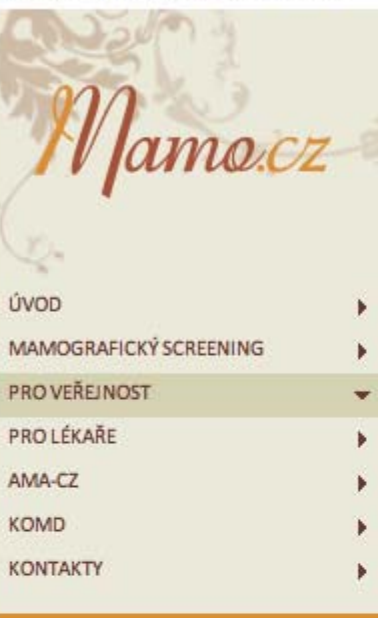 Mamo.cz
ÚVOD
MAMOGRAFICKÝ SCREENING
PRO VEŘEJNOST
PRO LÉKAŘE
AMA-CZ
KOMD
KONTAKTY